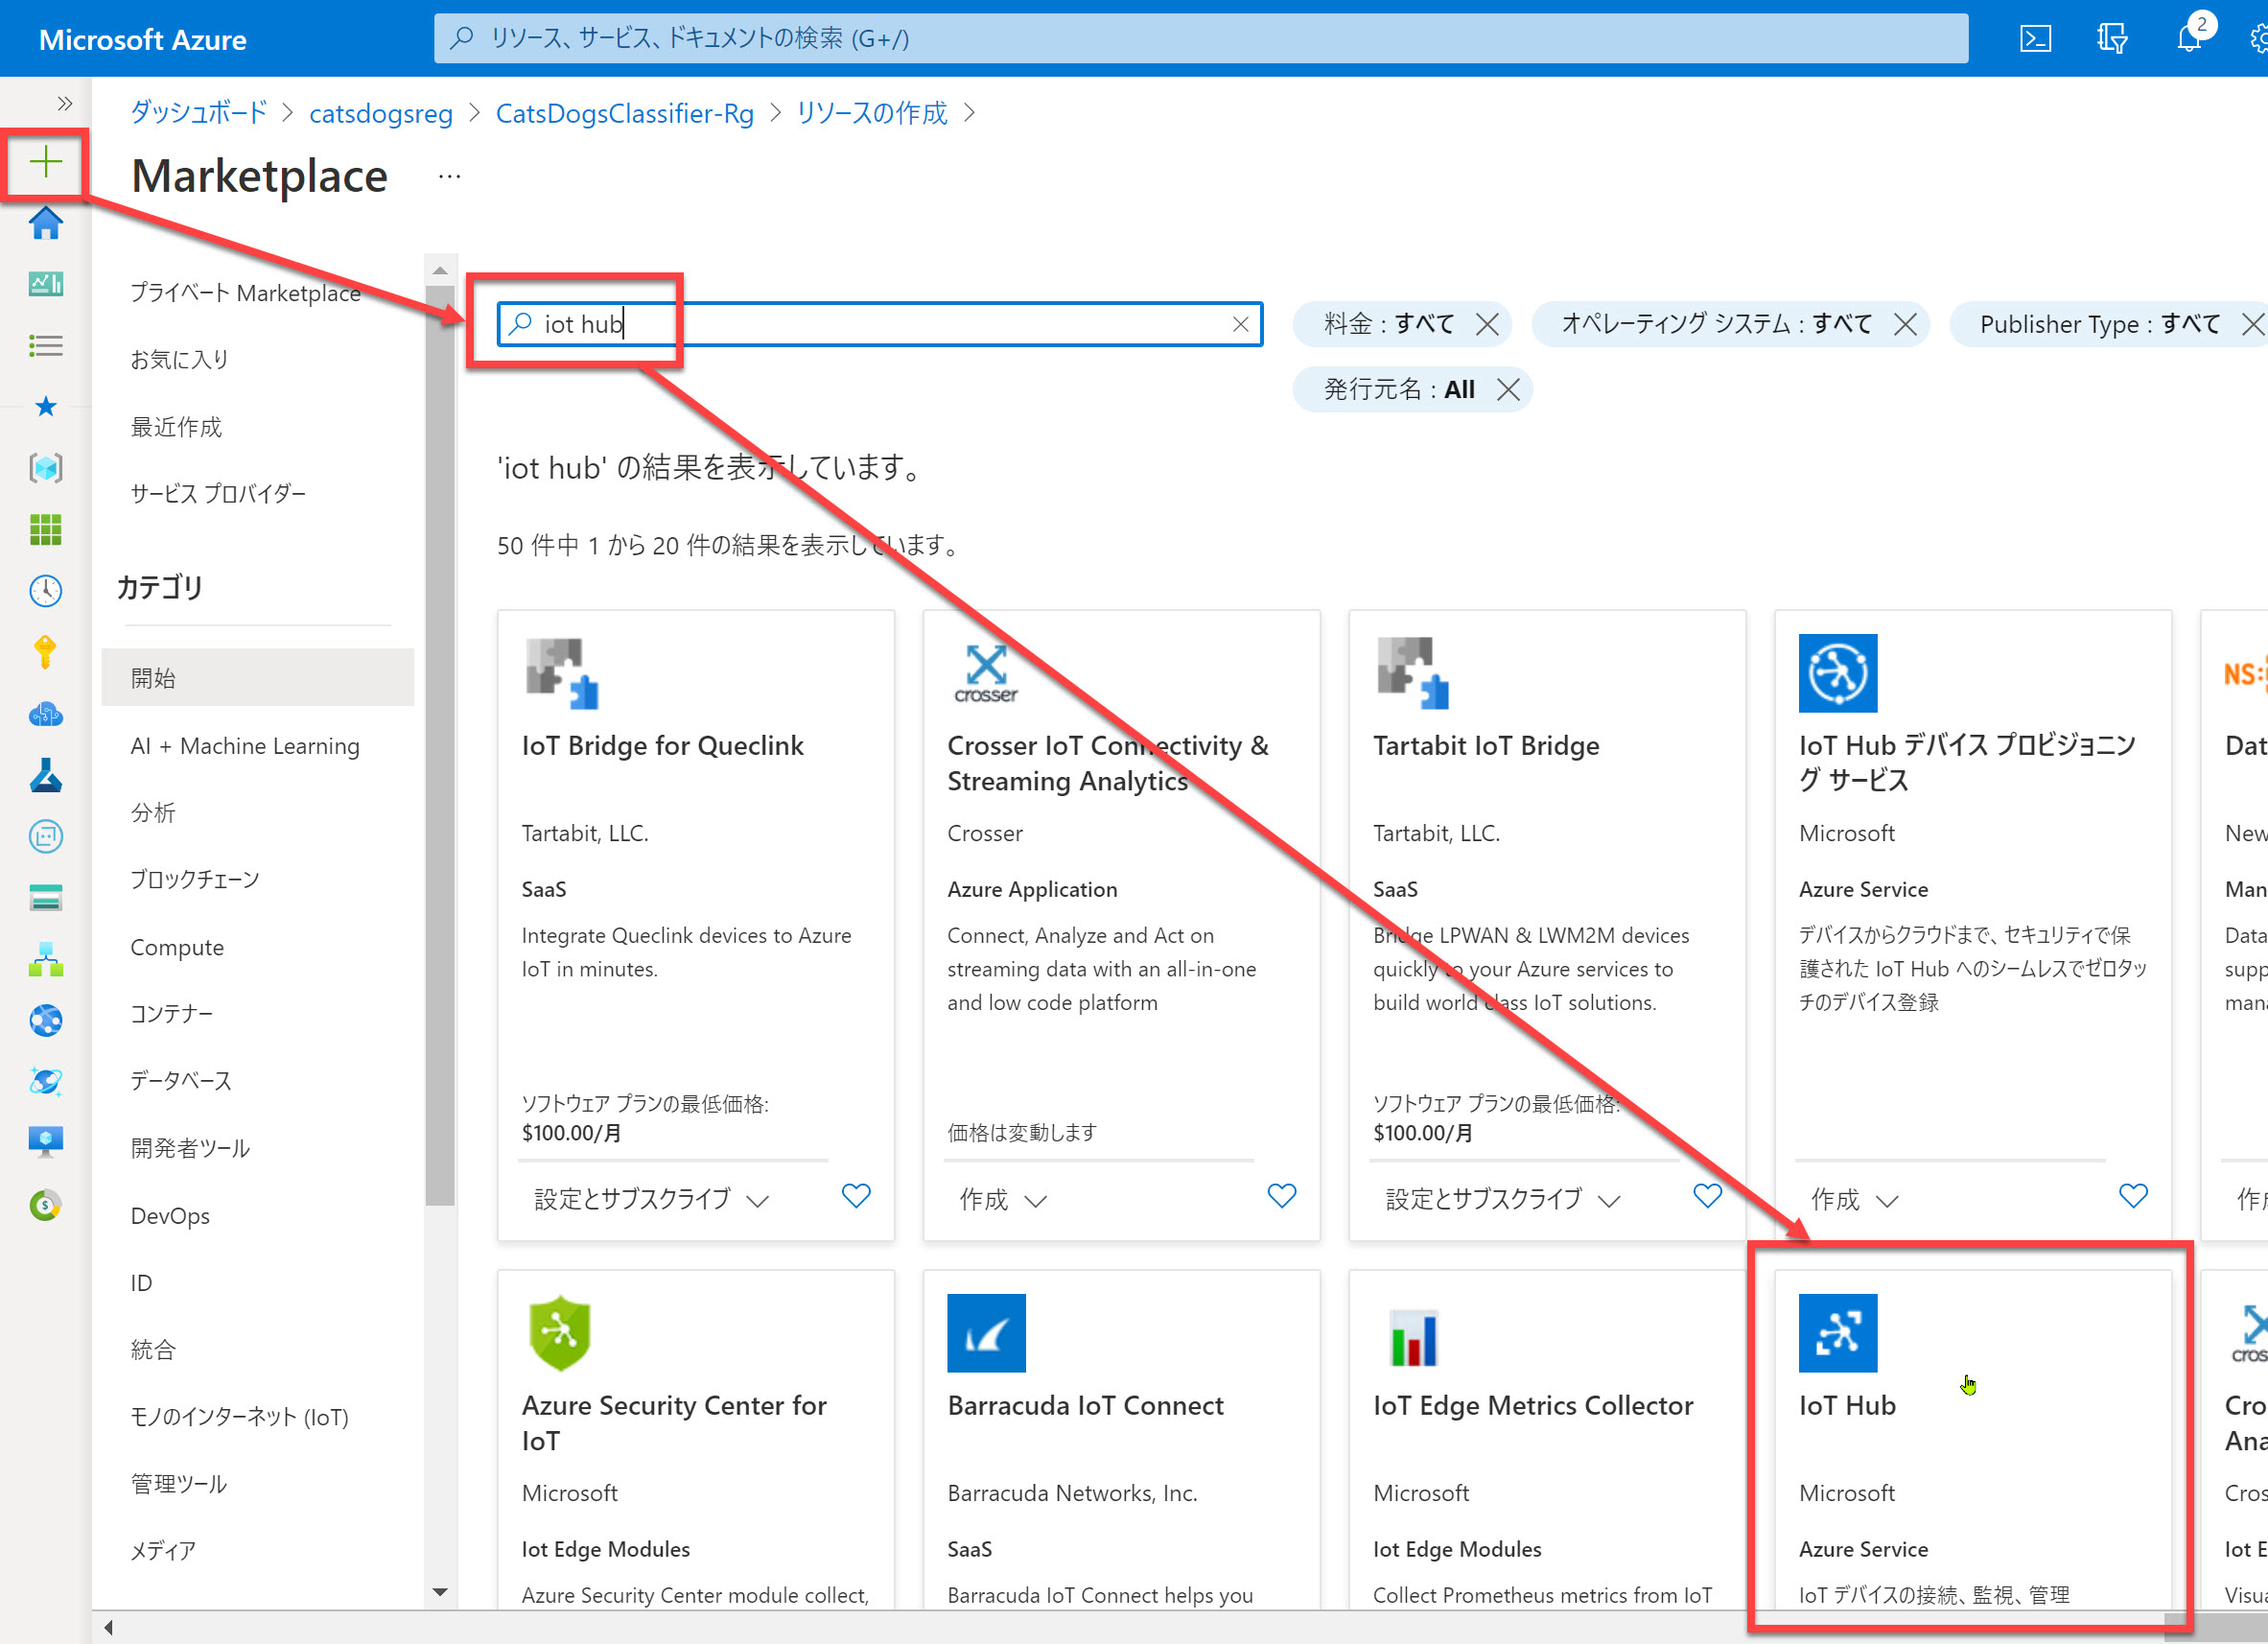 Microsoft Azure
リソース、サービス、ドキュメントの検索 (G+/)
2
ダッシュボード > catsdogsreg > CatsDogsClassifier-Rg > リソースの作成 >
Marketplace ...
プライベート Marketplace
お気に入り
最近作成
サービス プロバイダー
カテゴリ
開始
AI + Machine Learning
分析
ブロックチェーン
Compute
コンテナー
データベース
開発者ツール
DevOps
ID
統合
モノのインターネット (IoT)
管理ツール
メディア
iot hub
料金 : すべて
オペレーティング システム : すべて
Publisher Type : すべて
発行元名 : All
'iot hub' の結果を表示しています。
50 件中 1 から 20 件の結果を表示しています。
IoT Bridge for Queclink
Tartabit, LLC.
SaaS
Integrate Queclink devices to Azure
IoT in minutes.
ソフトウェア プランの最低価格:
$100.00/月
設定とサブスクライブ
crosser
Crosser IoT Connectivity &
Streaming Analytics
Crosser
Azure Application
Connect, Analyze and Act on
streaming data with an all-in-one
and low code platform
価格は変動します
作成
Tartabit IoT Bridge
Tartabit, LLC.
SaaS
Bridge LPWAN & LWM2M devices
quickly to your Azure services to
build world class IoT solutions.
ソフトウェア プランの最低価格:
$100.00/月
設定とサブスクライブ
IoT Hub デバイス プロビジョニン
グ サービス
Microsoft
Azure Service
デバイスからクラウドまで、セキュリティで保
護された IoT Hub へのシームレスでゼロタッ
チのデバイス登録
作成
NS:
Dat
New
Man
Data
supp
mana
作成
Azure Security Center for
IoT
Microsoft
Iot Edge Modules
Azure Security Center module collect,
Barracuda IoT Connect
Barracuda Networks, Inc.
SaaS
Barracuda IoT Connect helps you
IoT Edge Metrics Collector
Microsoft
Iot Edge Modules
Collect Prometheus metrics from IoT
IoT Hub
Microsoft
Azure Service
IoT デバイスの接続、監視、管理
cros
Cro
Ana
Cros
Iot E
Visua